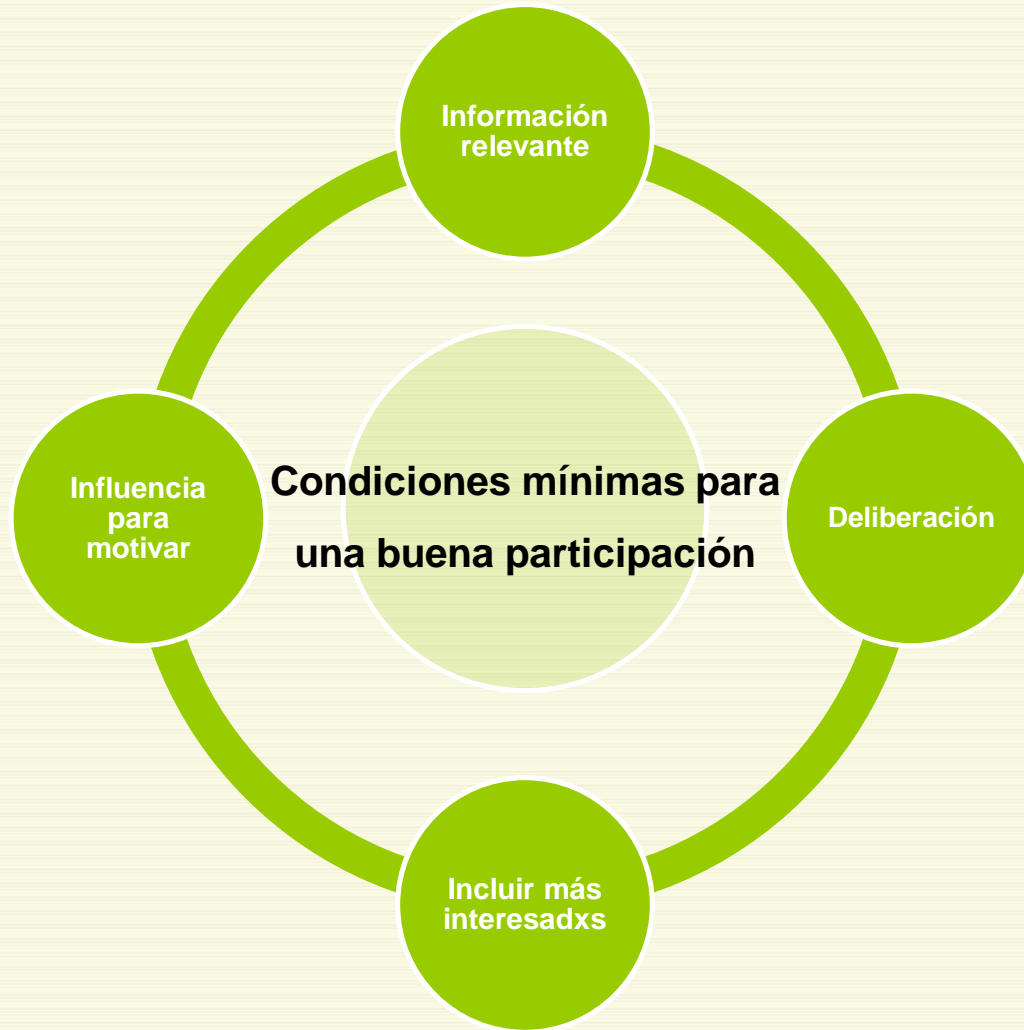 Información
relevante
Influencia
para
motivar
Condiciones mínimas para
una buena participación
Deliberación
Incluir más
interesadxs